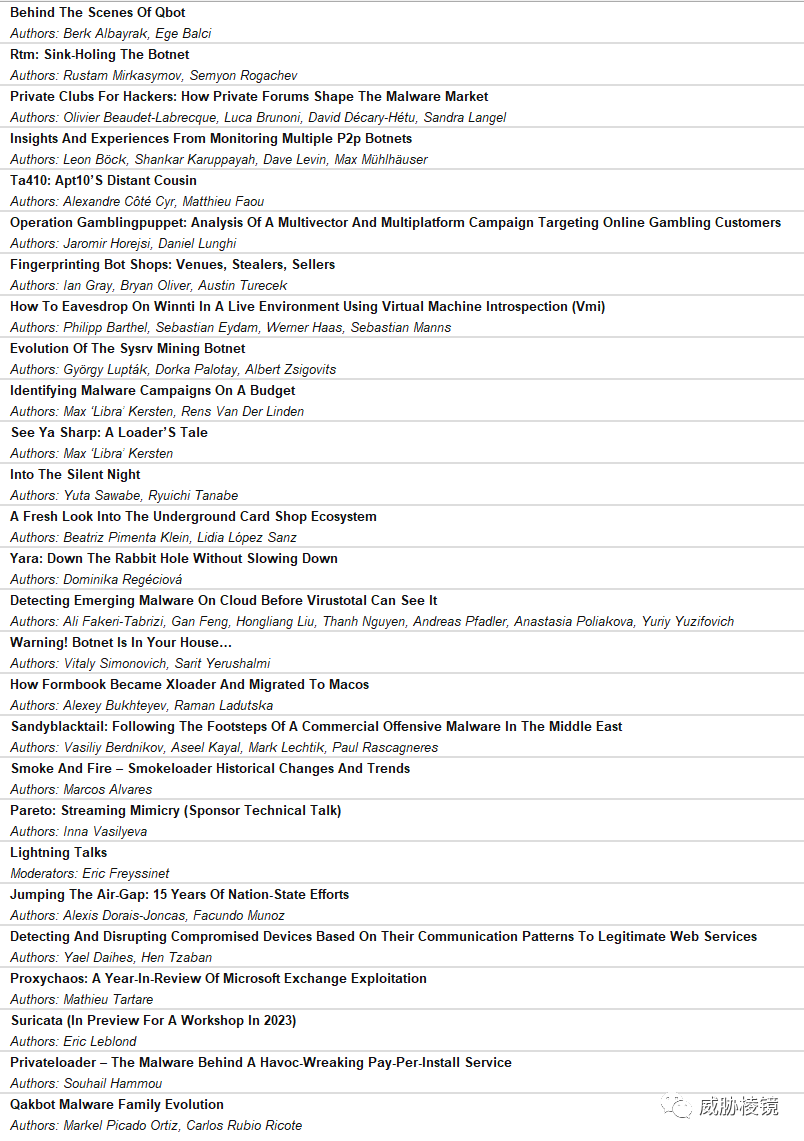 Behind The Scenes Of Qbot
Authors: Berk Albayrak, Ege Balci
Rtm: Sink-Holing The Botnet
Authors: Rustam Mirkasymov, Semyon Rogachev
Private Clubs For Hackers: How Private Forums Shape The Malware Market
Authors: Olivier Beaudet-Labrecque, Luca Brunoni, David Décary-Hétu, Sandra Langel
Insights And Experiences From Monitoring Multiple P2p Botnets
Authors: Leon Böck, Shankar Karuppayah, Dave Levin, Max Mühlhäuser
Ta410: Apt10’S Distant Cousin
Authors: Alexandre Côté Cyr, Matthieu Faou
Operation Gamblingpuppet: Analysis Of A Multivector And Multiplatform Campaign Targeting Online Gambling Customers
Authors: Jaromir Horejsi, Daniel Lunghi
Fingerprinting Bot Shops: Venues, Stealers, Sellers
Authors: Ian Gray, Bryan Oliver, Austin Turecek
How To Eavesdrop On Winnti In A Live Environment Using Virtual Machine Introspection (Vmi)
Authors: Philipp Barthel, Sebastian Eydam, Werner Haas, Sebastian Manns
Evolution Of The Sysrv Mining Botnet
Authors: György Lupták, Dorka Palotay, Albert Zsigovits
Identifying Malware Campaigns On A Budget
Authors: Max ‘Libra’ Kersten, Rens Van Der Linden
See Ya Sharp: A Loader’S Tale
Authors: Max ‘Libra’ Kersten
Into The Silent Night
Authors: Yuta Sawabe, Ryuichi Tanabe
A Fresh Look Into The Underground Card Shop Ecosystem
Authors: Beatriz Pimenta Klein, Lidia López Sanz
Yara: Down The Rabbit Hole Without Slowing Down
Authors: Dominika Regéciová
Detecting Emerging Malware On Cloud Before Virustotal Can See It
Authors: Ali Fakeri-Tabrizi, Gan Feng, Hongliang Liu, Thanh Nguyen, Andreas Pfadler, Anastasia Poliakova, Yuriy Yuzifovich
Warning! Botnet Is In Your House…
Authors: Vitaly Simonovich, Sarit Yerushalmi
How Formbook Became Xloader And Migrated To Macos
Authors: Alexey Bukhteyev, Raman Ladutska
Sandyblacktail: Following The Footsteps Of A Commercial Offensive Malware In The Middle East
Authors: Vasiliy Berdnikov, Aseel Kayal, Mark Lechtik, Paul Rascagneres
Smoke And Fire – Smokeloader Historical Changes And Trends
Authors: Marcos Alvares
Pareto: Streaming Mimicry (Sponsor Technical Talk)
Authors: Inna Vasilyeva
Lightning Talks
Moderators: Eric Freyssinet
Jumping The Air-Gap: 15 Years Of Nation-State Efforts
Authors: Alexis Dorais-Joncas, Facundo Munoz
Detecting And Disrupting Compromised Devices Based On Their Communication Patterns To Legitimate Web Services
Authors: Yael Daihes, Hen Tzaban
Proxychaos: A Year-In-Review Of Microsoft Exchange Exploitation
Authors: Mathieu Tartare
Suricata (In Preview For A Workshop In 2023)
Authors: Eric Leblond
Privateloader – The Malware Behind A Havoc-Wreaking Pay-Per-Install Service
Authors: Souhail Hammou
Qakbot Malware Family Evolution
Authors: Markel Picado Ortiz, Carlos Rubio Ricote
威胁棱镜